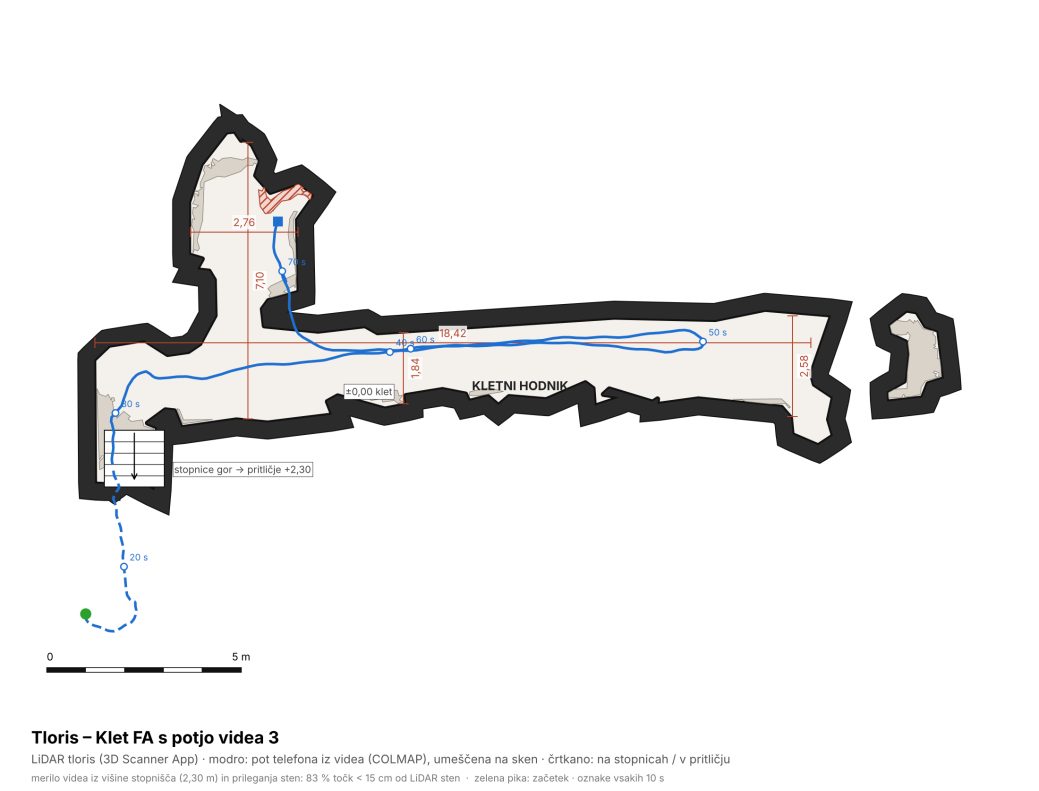 2,76
7,10
70 s
18,42
50 s
40 s
60 s
1,84
2,58
±0,00 klet
KLETNI HODNIK
30 s
stopnice gor → pritličje +2,30
20 s
0
5 m
Tloris – Klet FA s potjo videa 3
LiDAR tloris (3D Scanner App) · modro: pot telefona iz videa (COLMAP), umeščena na sken · črtkano: na stopnicah / v pritličju
merilo videa iz višine stopnišča (2,30 m) in prileganja sten: 83 % točk < 15 cm od LiDAR sten · zelena pika: začetek · oznake vsakih 10 s